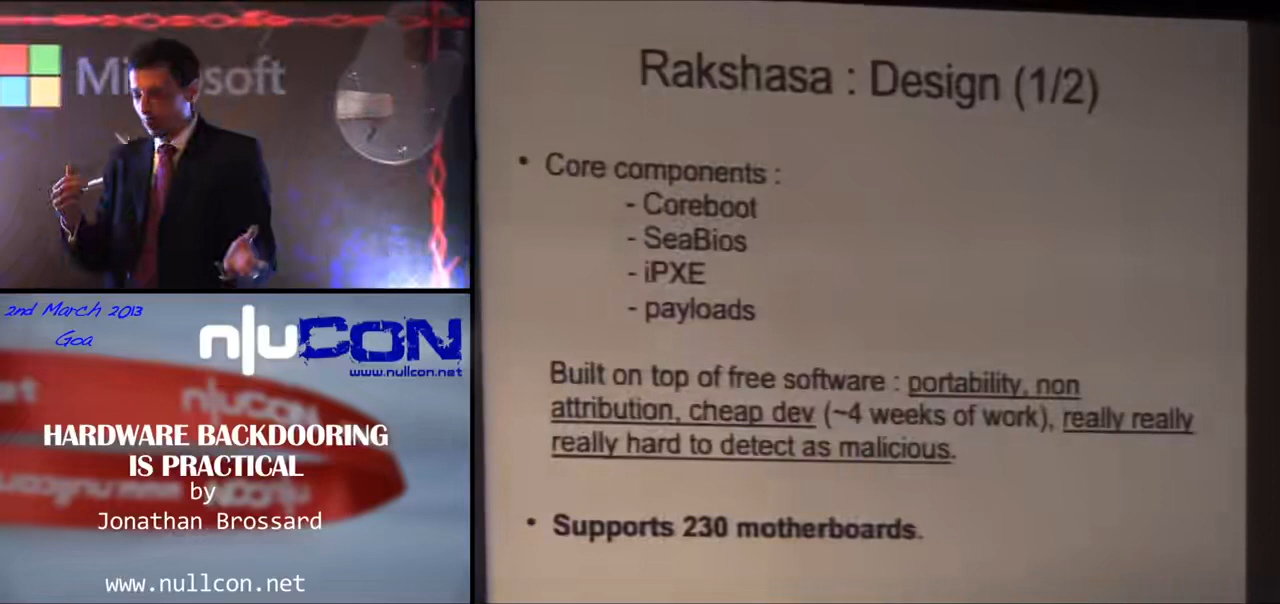 Microsoft
2nd March 2013
Goa
n|uCON
www.nullcon.net
HARDWARE BACKDOORING
IS PRACTICAL
by
Jonathan Brossard
www.nullcon.net
Rakshasa : Design (1/2)
• Core components :
- Coreboot
- SeaBios
- iPXE
- payloads
Built on top of free software : portability, non
attribution, cheap dev (~4 weeks of work), really really
really hard to detect as malicious.
• Supports 230 motherboards.